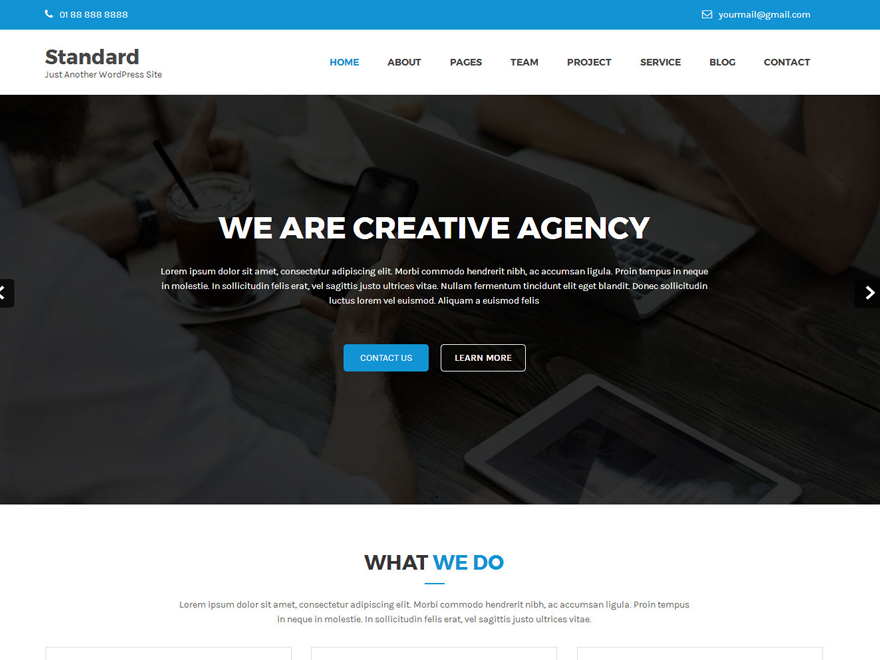 01 88 888 8888
yourmail@gmail.com
Standard
Just Another WordPress Site
HOME ABOUT PAGES TEAM PROJECT SERVICE BLOG CONTACT
WE ARE CREATIVE AGENCY
Lorem ipsum dolor sit amet, consectetur adipiscing elit. Morbi commodo hendrerit nibh, ac accumsan ligula. Proin tempus in neque
in molestie. In sollicitudin felis erat, vel sagittis justo ultrices vitae. Nullam fermentum tincidunt elit eget blandit. Donec sollicitudin
luctus lorem vel euismod. Aliquam a euismod felis
CONTACT US LEARN MORE
WHAT WE DO
Lorem ipsum dolor sit amet, consectetur adipiscing elit. Morbi commodo hendrerit nibh, ac accumsan ligula. Proin tempus
in neque in molestie. In sollicitudin felis erat, vel sagittis justo ultrices vitae.